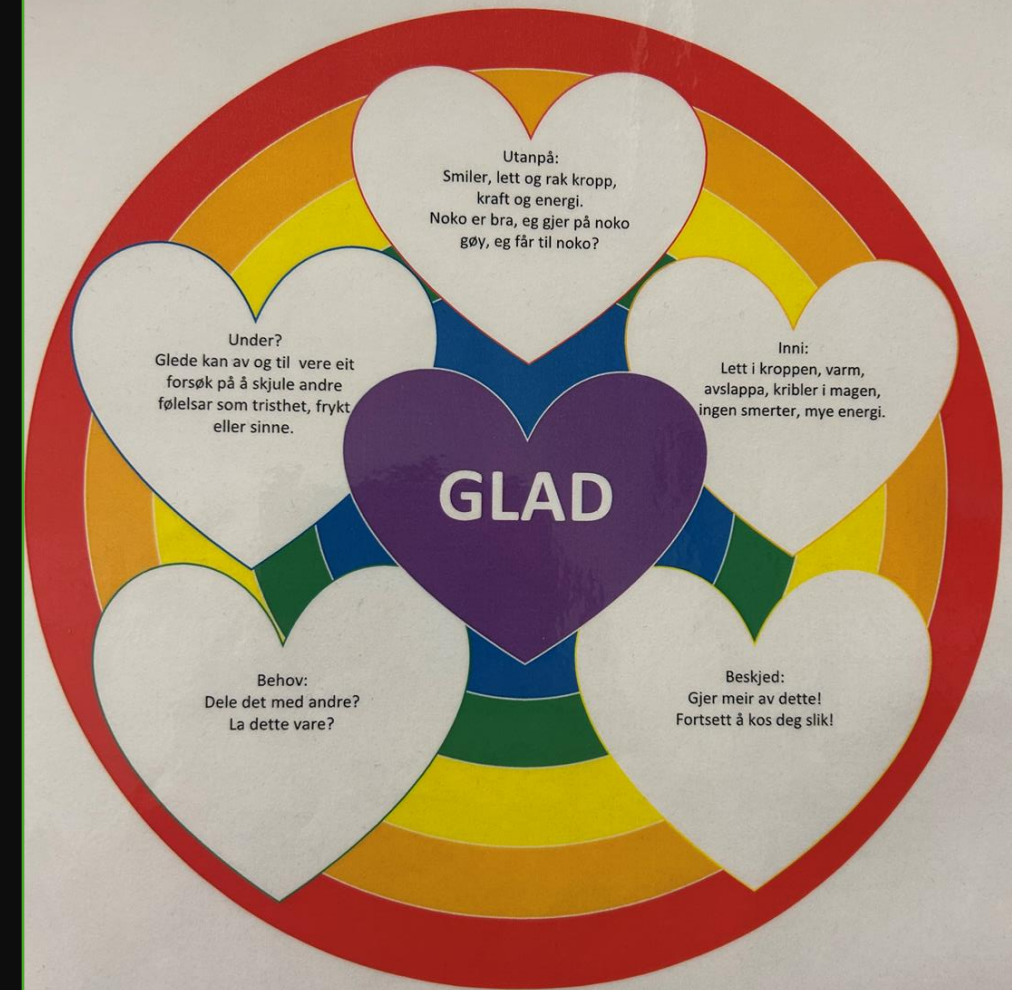 Utanpå:
Smiler, lett og rak kropp,
kraft og energi.
Noko er bra, eg gjer på noko
gøy, eg får til noko?
Under?
Glede kan av og til  vere eit
forsøk på å skjule andre
følelsar som tristhet, frykt
eller sinne.
Inni:
Lett i kroppen, varm,
avslappa, kribler i magen,
ingen smerter, mye energi.
GLAD
Behov:
Dele det med andre?
La dette vare?
Beskjed:
Gjer meir av dette!
Fortsett å kos deg slik!